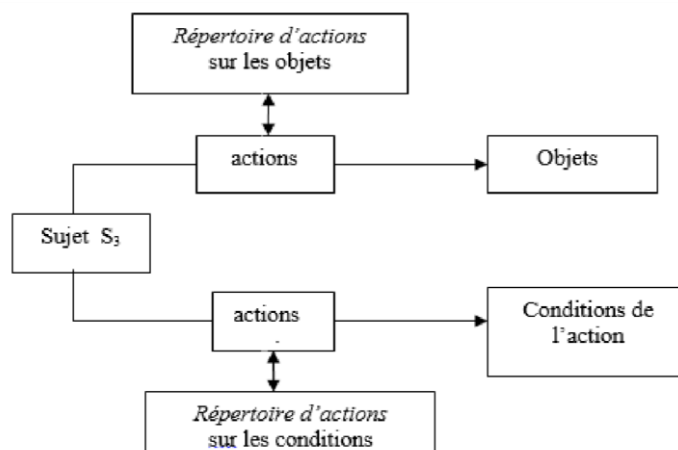 Répertoire d'actions
sur les objets
actions
Objets
Sujet S₃
actions
Conditions de
l'action
Répertoire d'actions
sur les conditions